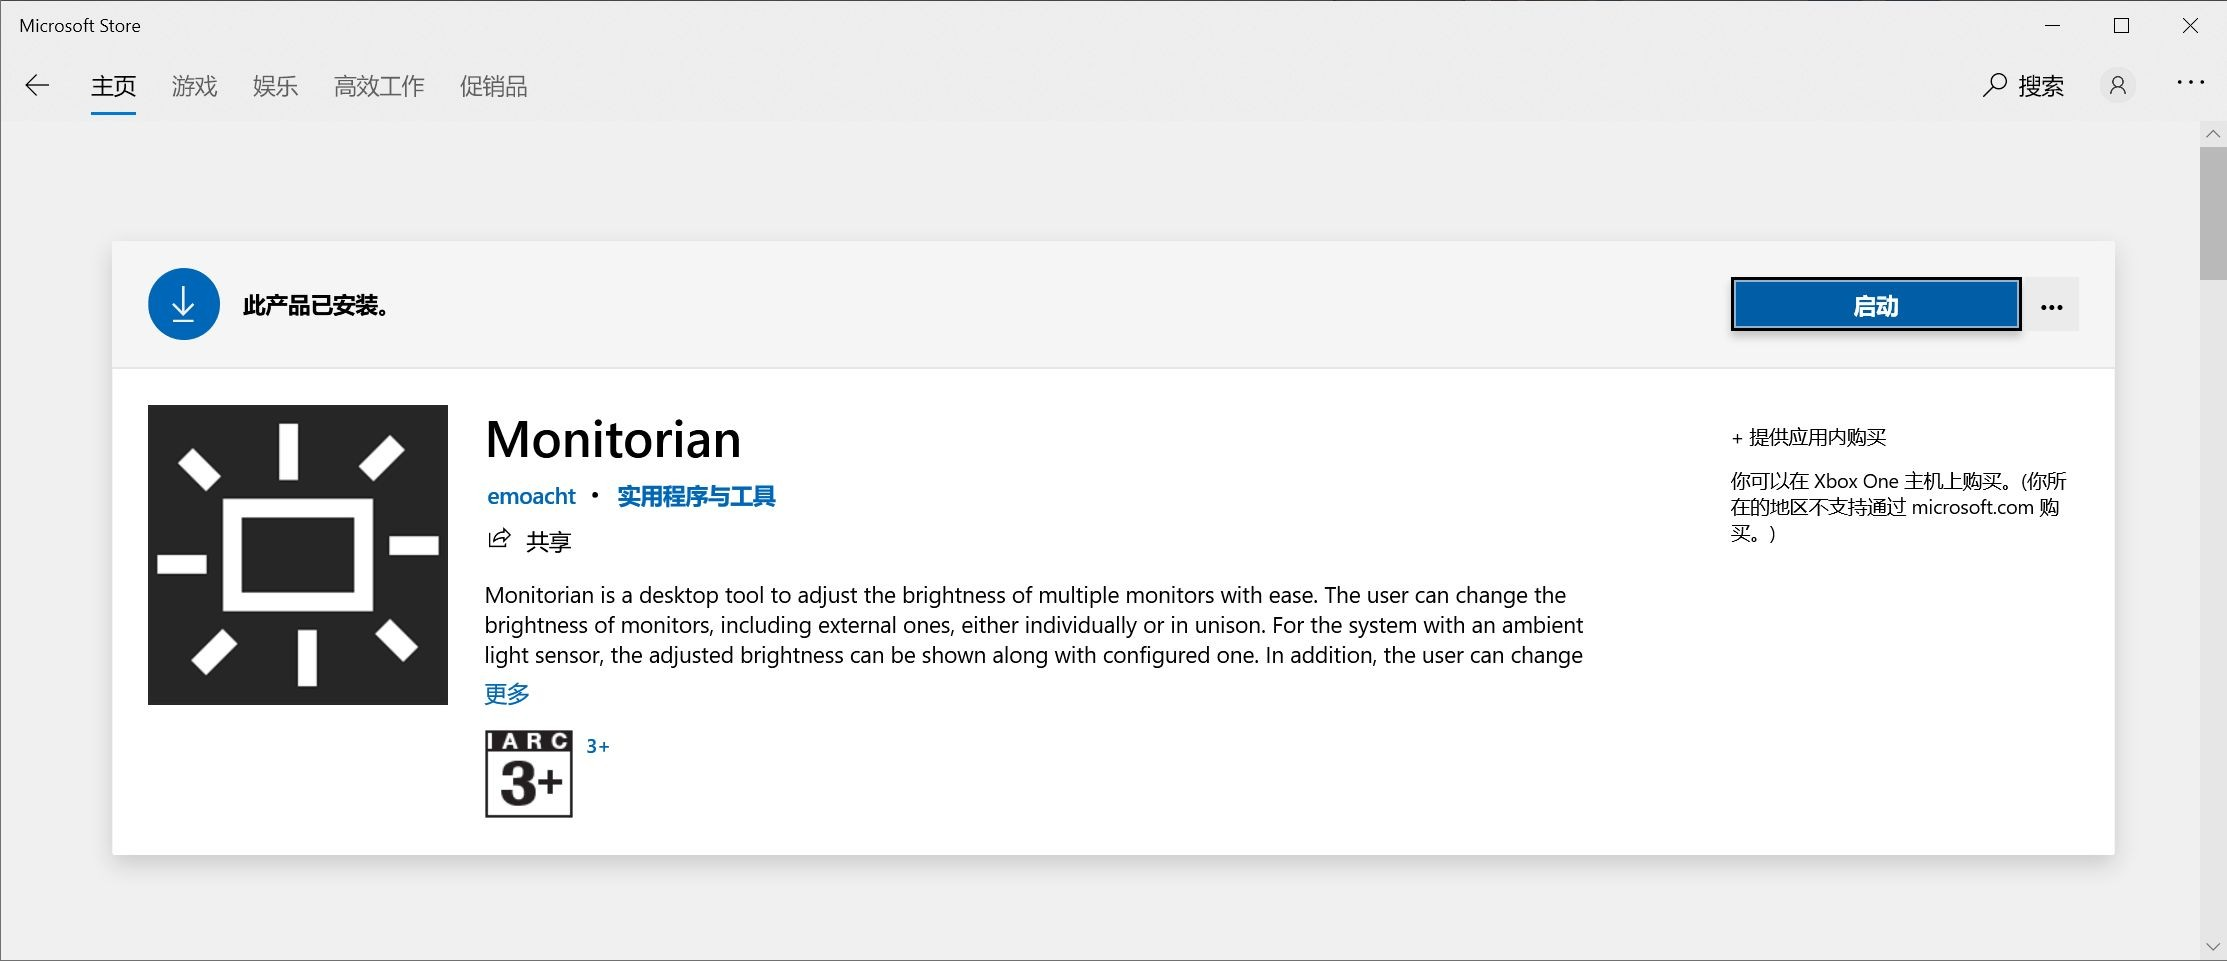 Microsoft Store
主页 游戏 娱乐 高效工作 促销品 搜索
此产品已安装。
启动
Monitorian
emoacht • 实用程序与工具
共享
Monitorian is a desktop tool to adjust the brightness of multiple monitors with ease. The user can change the
brightness of monitors, including external ones, either individually or in unison. For the system with an ambient
light sensor, the adjusted brightness can be shown along with configured one. In addition, the user can change
更多
IARC
3+
3+
+ 提供应用内购买
你可以在 Xbox One 主机上购买。(你所
在的地区不支持通过 microsoft.com 购
买。)